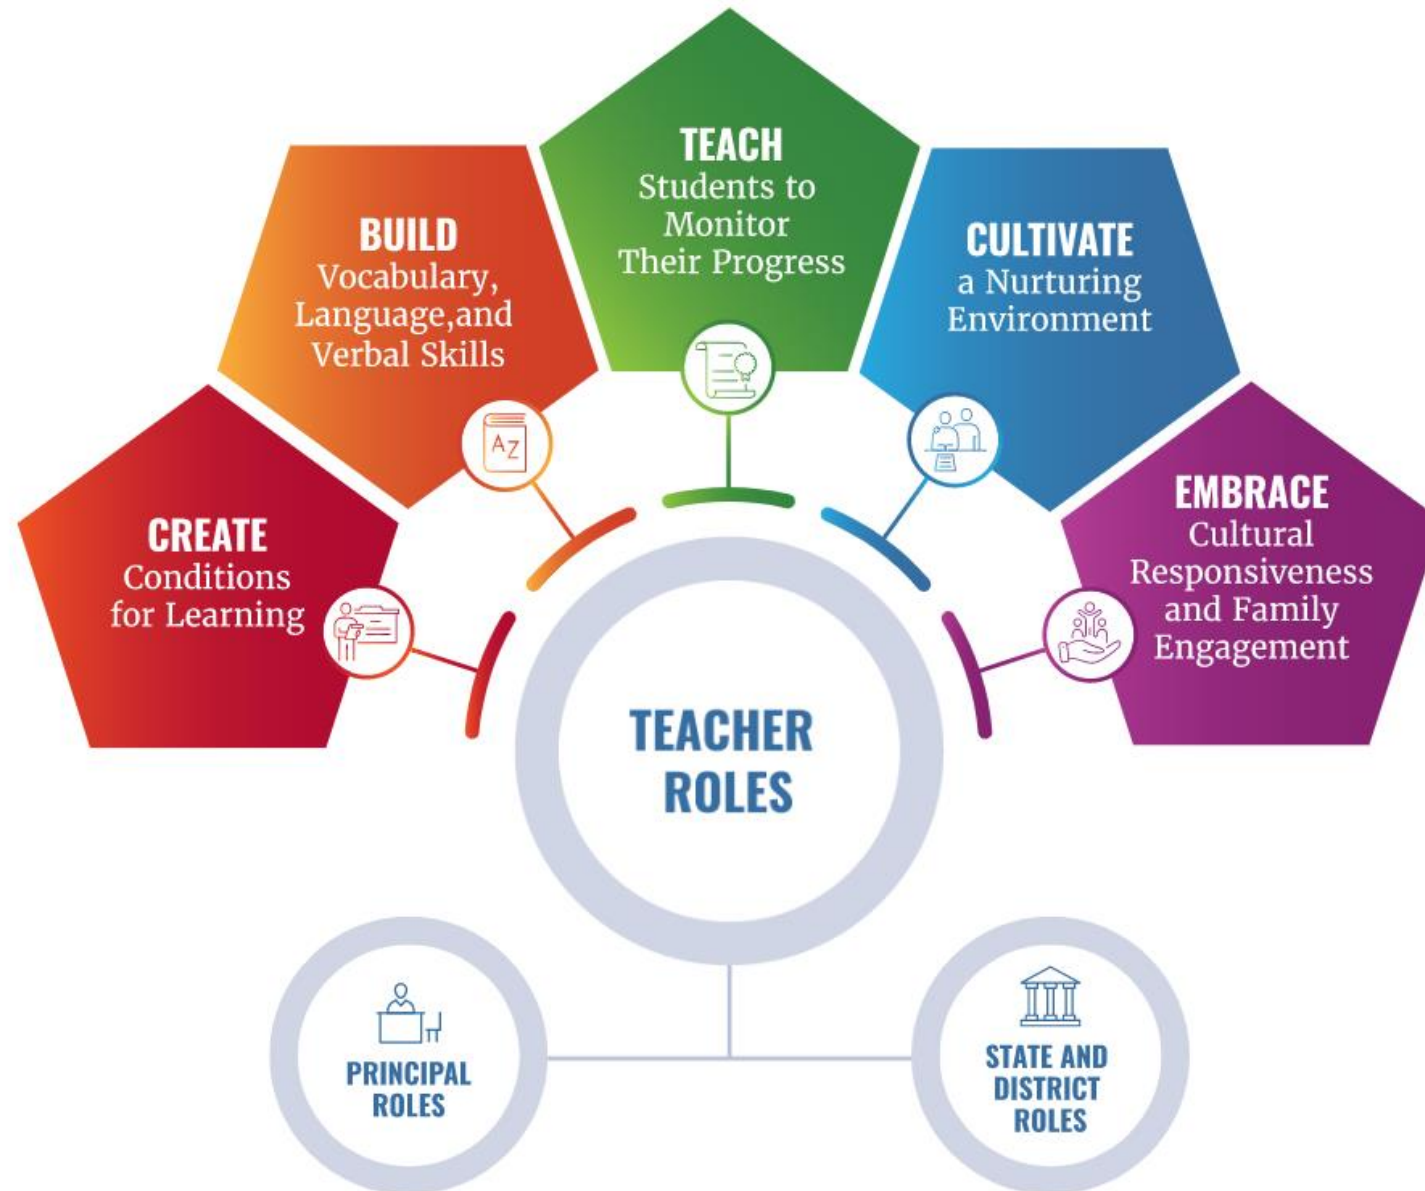 TEACH
Students to
Monitor
Their Progress
BUILD
Vocabulary,
Language,and
Verbal Skills
CULTIVATE
a Nurturing
Environment
CREATE
Conditions
for Learning
EMBRACE
Cultural
Responsiveness
and Family
Engagement
AZ
TEACHER
ROLES
PRINCIPAL
ROLES
STATE AND
DISTRICT
ROLES